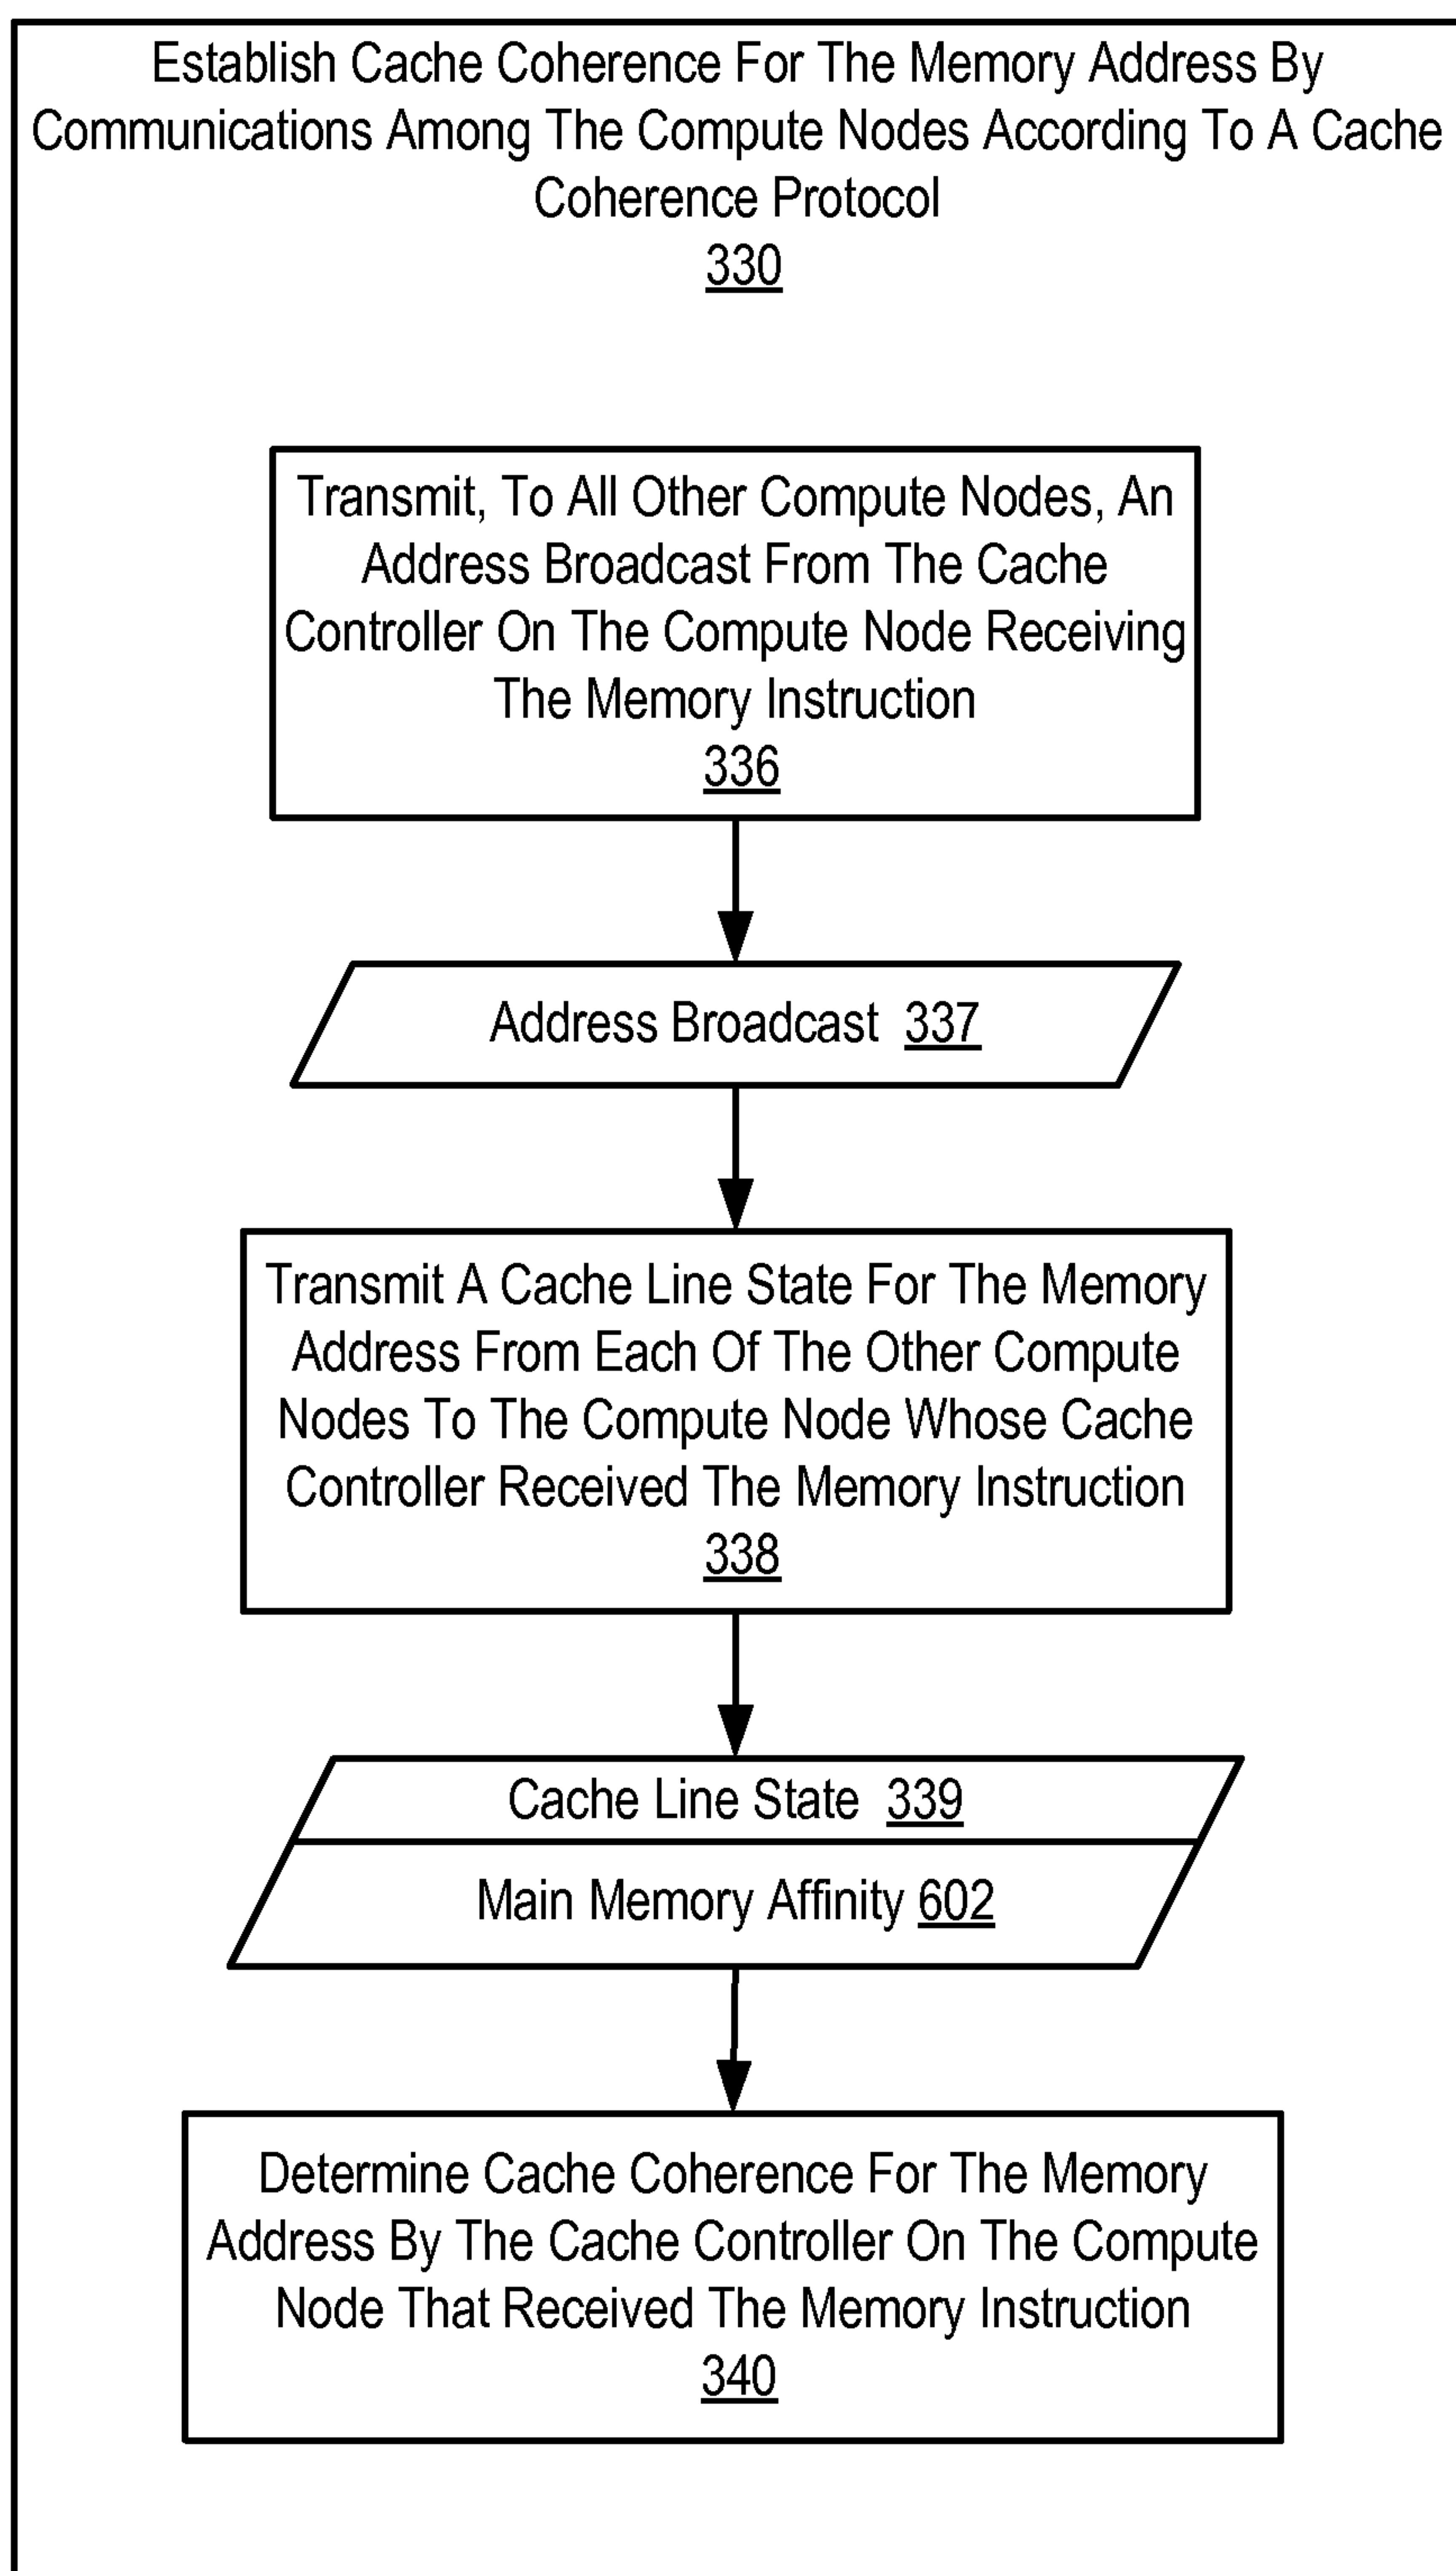 Establish Cache Coherence For The Memory Address By
Communications Among The Compute Nodes According To A Cache
Coherence Protocol
330
Transmit, To All Other Compute Nodes, An
Address Broadcast From The Cache
Controller On The Compute Node Receiving
The Memory Instruction
336
Address Broadcast 337
Transmit A Cache Line State For The Memory
Address From Each Of The Other Compute
Nodes To The Compute Node Whose Cache
Controller Received The Memory Instruction
338
Cache Line State 339
Main Memory Affinity 602
Determine Cache Coherence For The Memory
Address By The Cache Controller On The Compute
Node That Received The Memory Instruction
340